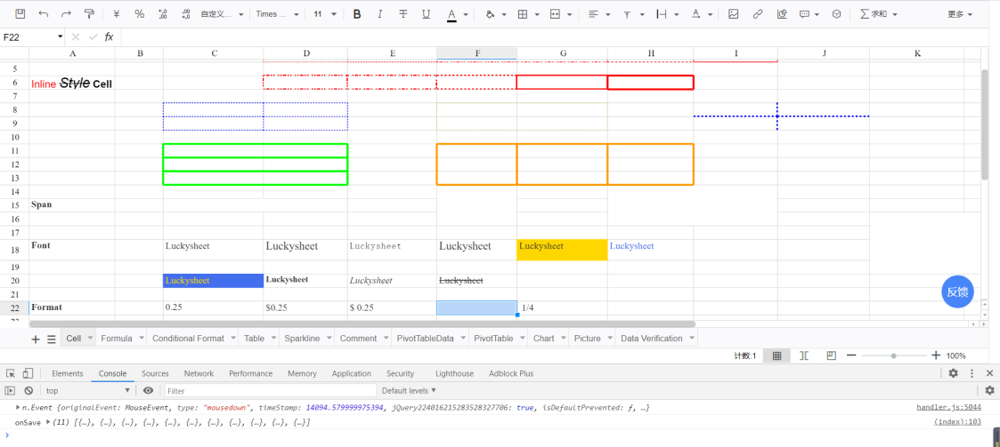 ¥ % .0 .00 自定义... Times ... 11 B I T U A A Σ 求和 更多
F22 fx
A B C D E F G H I J K
5
6 Inline Style Cell
7
8
9
10
11
12
13
14
15 Span
16
17
18 Font Luckysheet Luckysheet Luckysheet Luckysheet Luckysheet Luckysheet
19
20 Luckysheet Luckysheet Luckysheet Luckysheet
21
22 Format 0.25 $0.25 $ 0.25 1/4
反馈
Cell Formula Conditional Format Table Sparkline Comment PivotTableData PivotTable Chart Picture Data Verification
计数:1 100%
Elements Console Sources Network Performance Memory Application Security Lighthouse Adblock Plus
top Filter Default levels
n.Event {originalEvent: MouseEvent, type: "mousedown", timeStamp: 14094.579999975394, jQuery224016215283528327706: true, isDefaultPrevented: ƒ, …} handler.js:5044
onSave (11) [{…}, {…}, {…}, {…}, {…}, {…}, {…}, {…}, {…}, {…}, {…}] (index):103